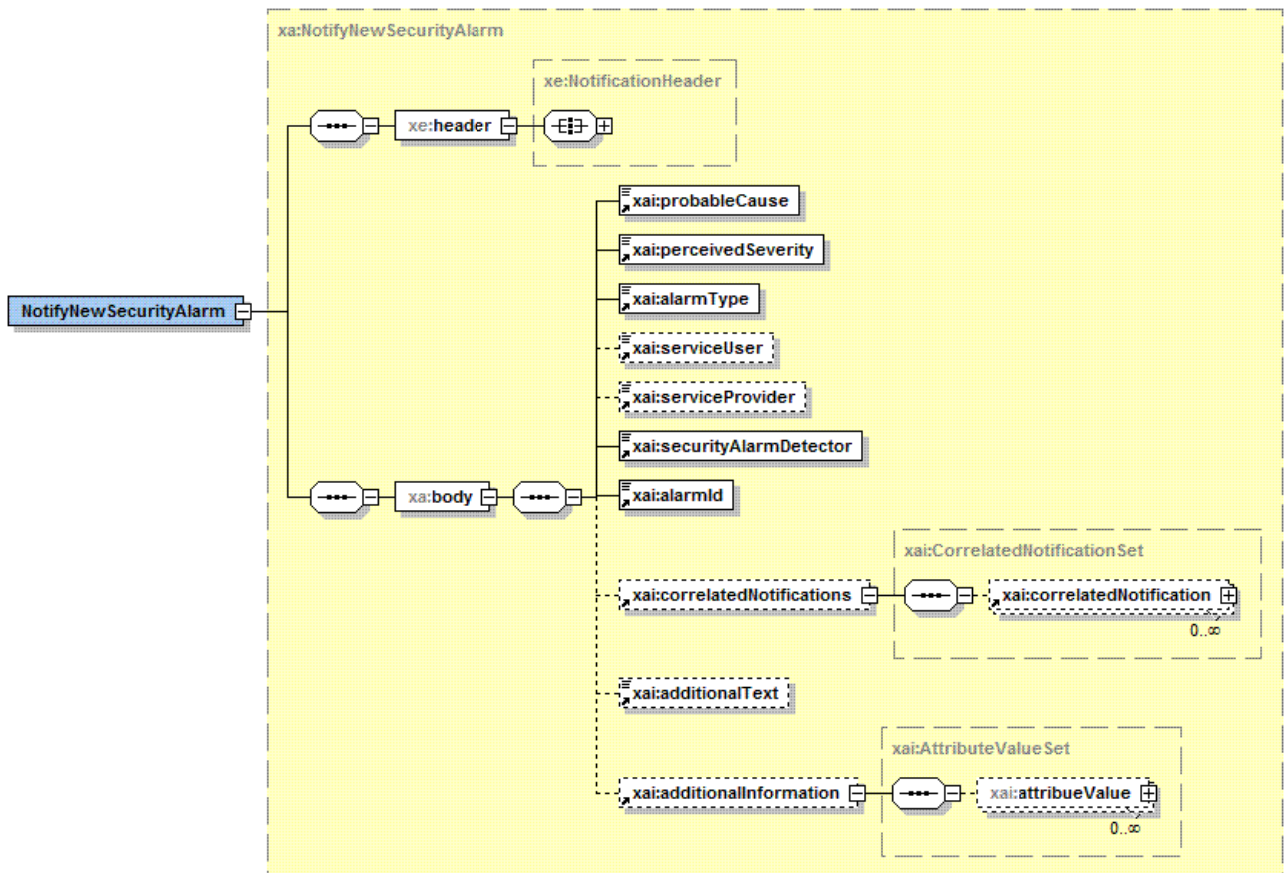 xa:NotifyNewSecurityAlarm
xe:NotificationHeader
xe:header
xai:probableCause
xai:perceivedSeverity
xai:alarmType
NotifyNewSecurityAlarm
xai:serviceUser
xai:serviceProvider
xai:securityAlarmDetector
xa:body
xai:alarmId
xai:CorrelatedNotificationSet
xai:correlatedNotifications
xai:correlatedNotification
0..∞
xai:additionalText
xai:AttributeValueSet
xai:additionalInformation
xai:attribueValue
0..∞